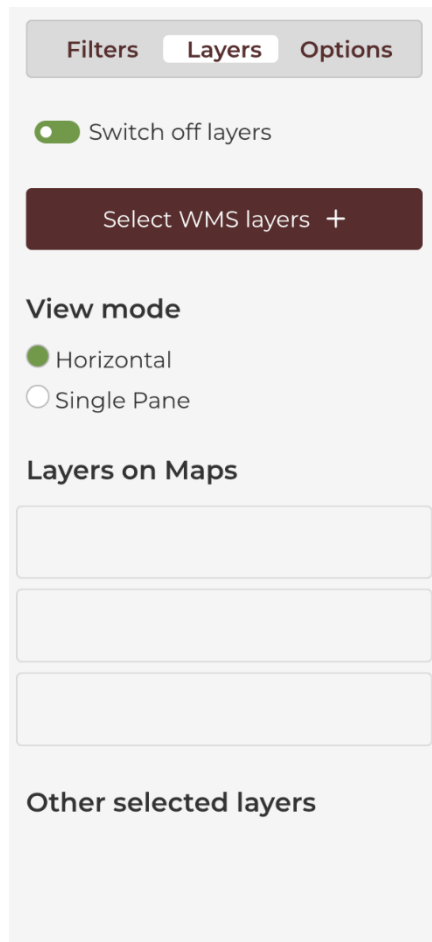 Filters Layers Options
Switch off layers
Select WMS layers +
View mode
Horizontal
Single Pane
Layers on Maps
Other selected layers